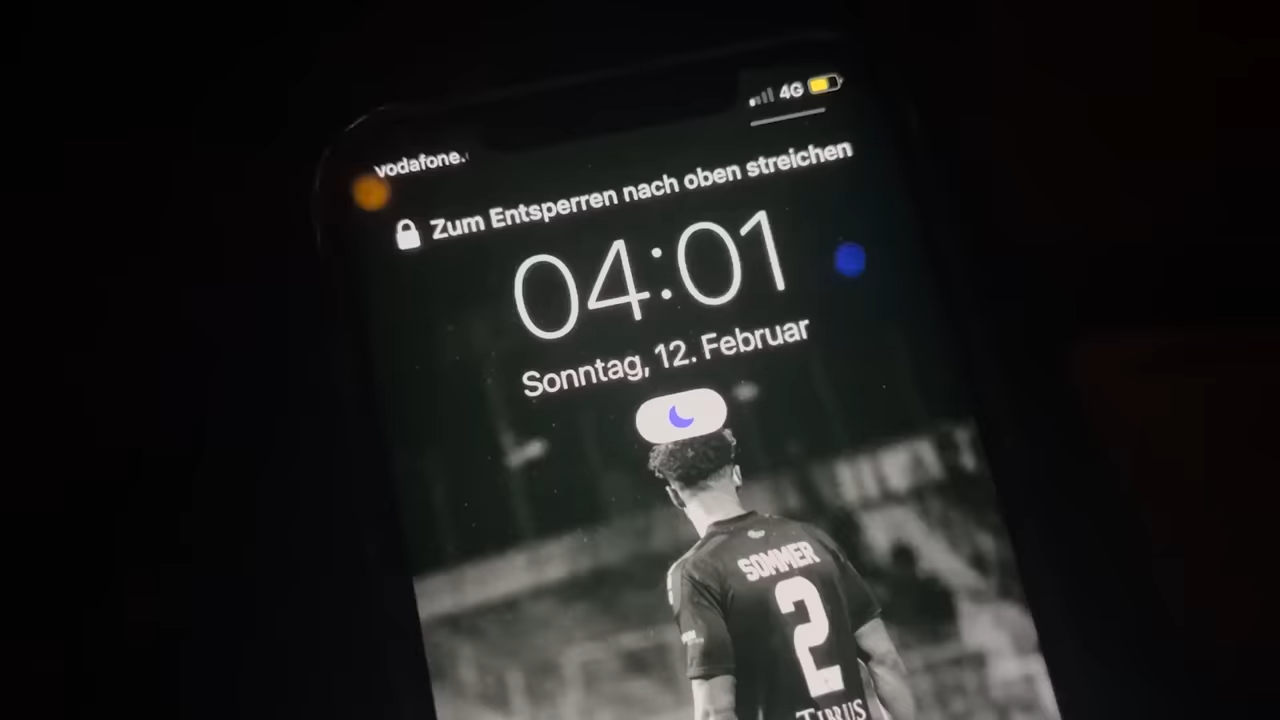 vodafone.
4G
Zum Entsperren nach oben streichen
04:01
Sonntag, 12. Februar
SOMMER
2